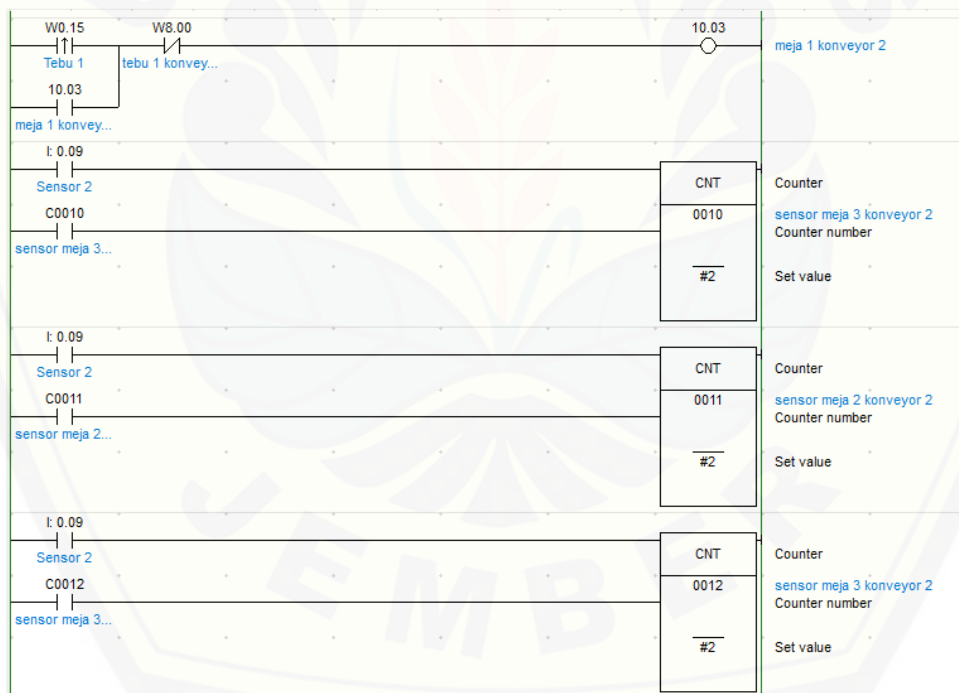 W0.15 W8.00 10.03
Tebu 1 tebu 1 konvey... meja 1 konveyor 2
10.03
meja 1 konvey...
I: 0.09
Sensor 2 CNT Counter
C0010 0010 sensor meja 3 konveyor 2
Counter number
sensor meja 3...
#2 Set value
I: 0.09
Sensor 2 CNT Counter
C0011 0011 sensor meja 2 konveyor 2
Counter number
sensor meja 2...
#2 Set value
I: 0.09
Sensor 2 CNT Counter
C0012 0012 sensor meja 3 konveyor 2
Counter number
sensor meja 3...
#2 Set value
JEMBER